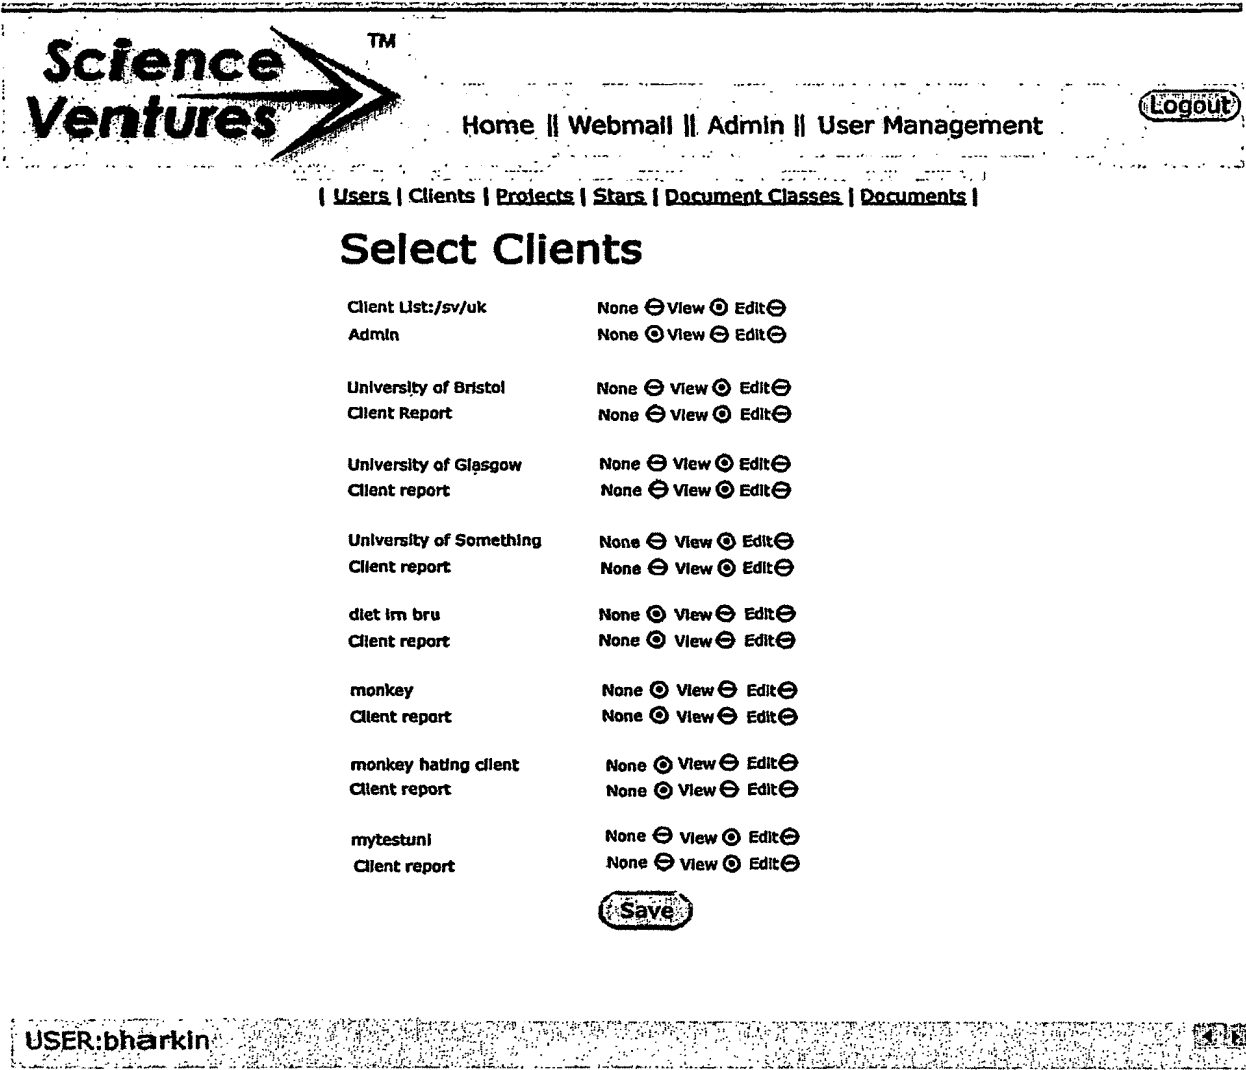 Science Ventures TM
Logout
Home || Webmail || Admin || User Management
| Users | Clients | Projects | Stars | Document Classes | Documents |
Select Clients
Client List:/sv/uk None View Edit
Admin None View Edit
University of Bristol None View Edit
Client Report None View Edit
University of Glasgow None View Edit
Client report None View Edit
University of Something None View Edit
Client report None View Edit
diet irn bru None View Edit
Client report None View Edit
monkey None View Edit
Client report None View Edit
monkey hating client None View Edit
Client report None View Edit
mytestuni None View Edit
Client report None View Edit
Save
USER:bharkin